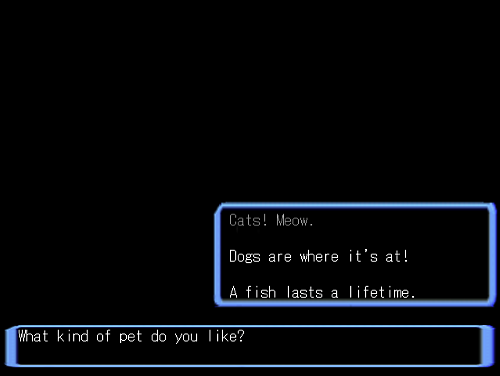 Cats! Meow.
Dogs are where it's at!
A fish lasts a lifetime.
What kind of pet do you like?